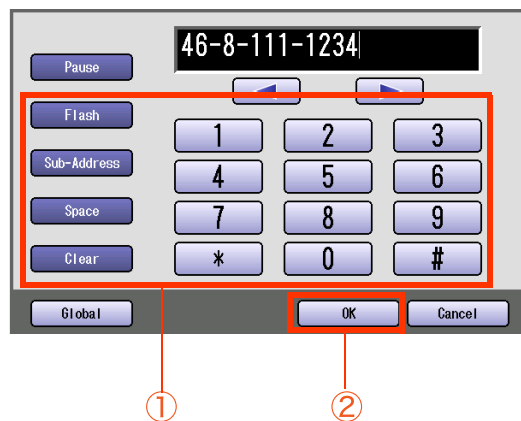 46-8-111-1234
Pause
Flash
1 2 3
Sub-Address
4 5 6
Space
7 8 9
Clear
* 0 #
Global OK Cancel
① ②